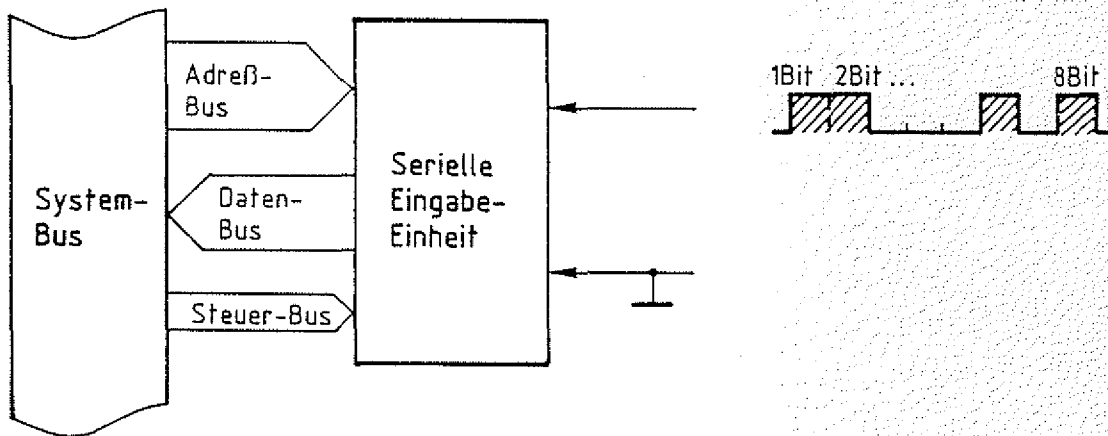 System-
Bus
Adreß-
Bus
Daten-
Bus
Steuer-Bus
Serielle
Eingabe-
Einheit
1Bit 2Bit ... 8Bit